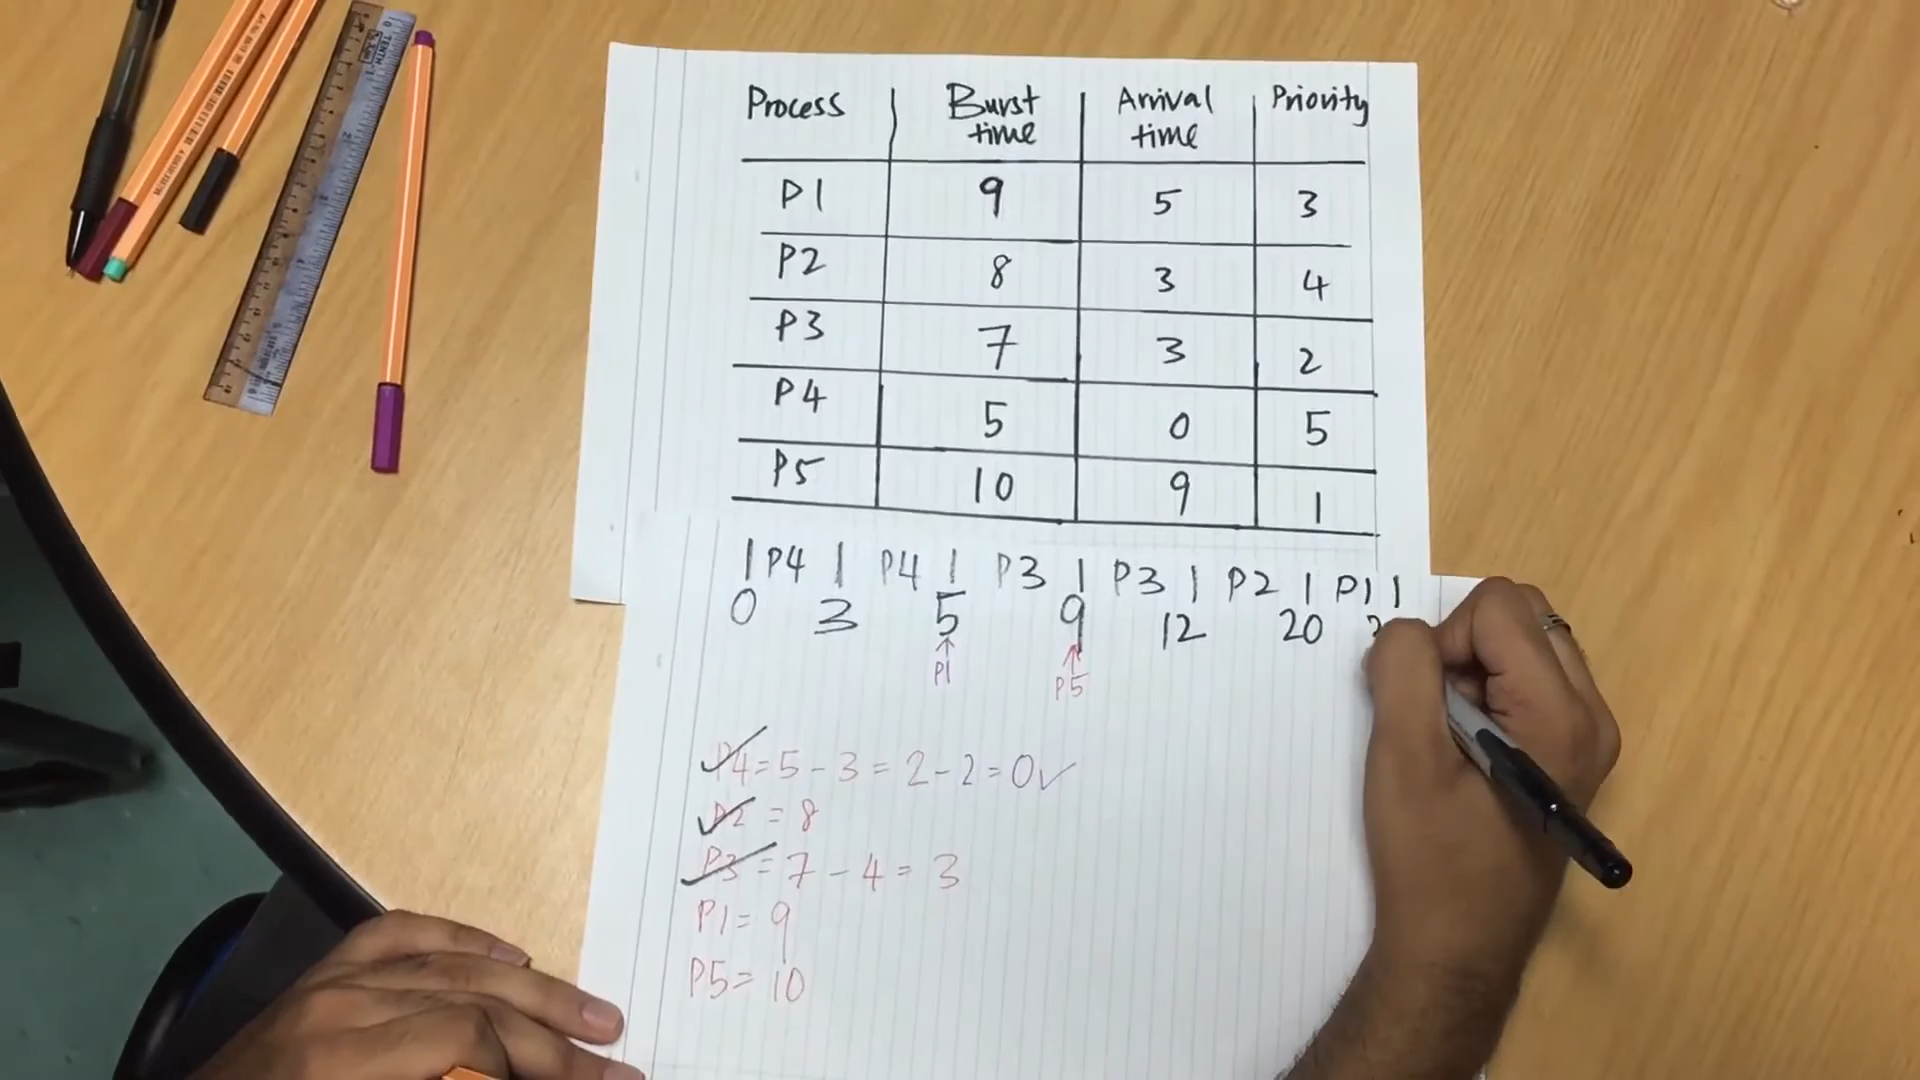 Process Burst time Arrival time Priority
P1 9 5 3
P2 8 3 4
P3 7 3 2
P4 5 0 5
P5 10 9 1
| P4 | P4 | P3 | P3 | P2 | P1 |
0 3 5 9 12 20
↑ ↑
P1 P5
P4 = 5 - 3 = 2 - 2 = 0 ✓
P2 = 8
P3 = 7 - 4 = 3
P1 = 9
P5 = 10